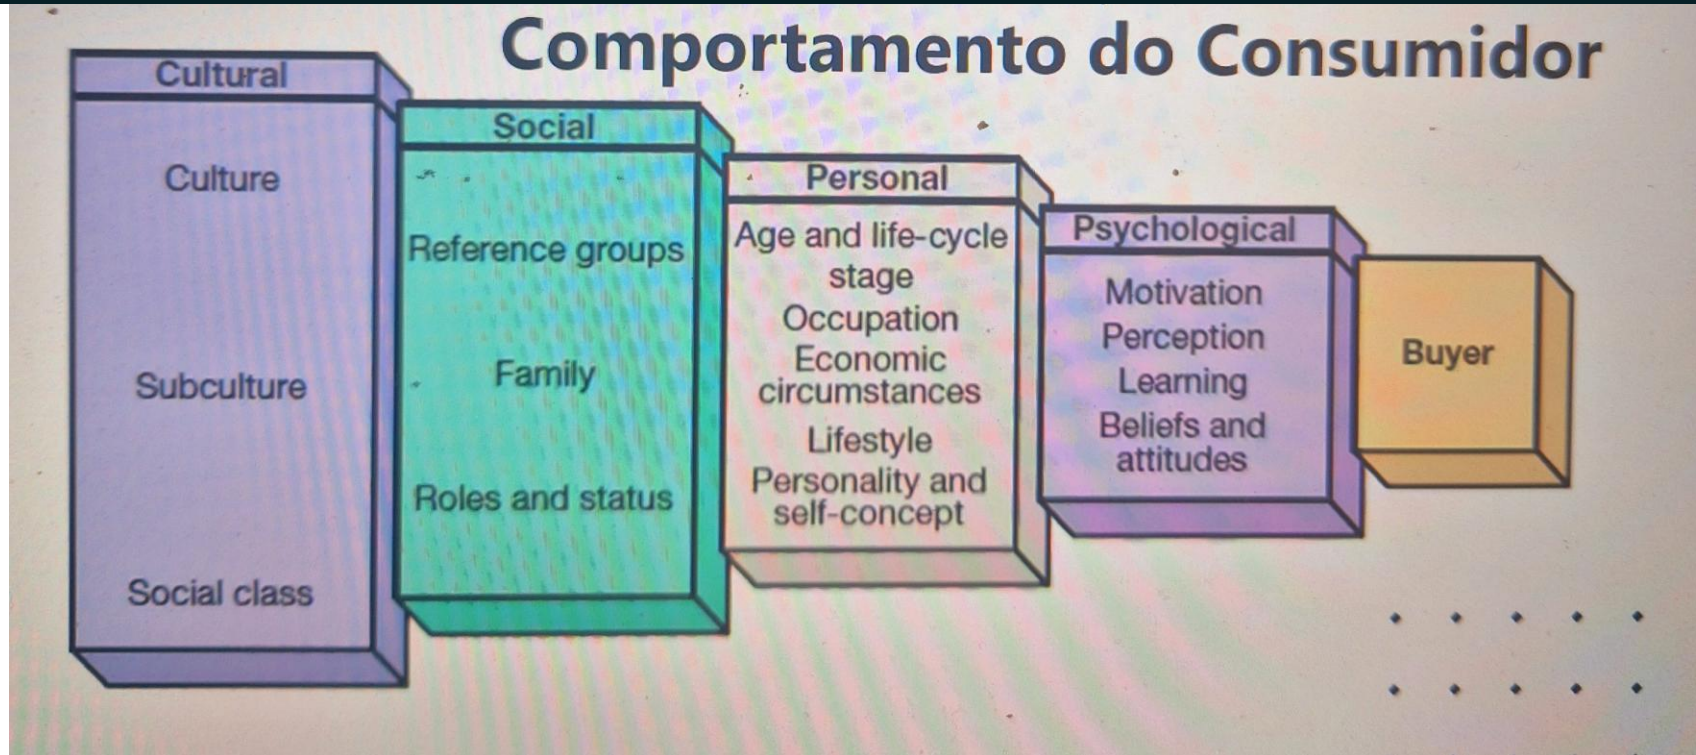 Comportamento do Consumidor
Cultural
Culture
Subculture
Social class
Social
Reference groups
Family
Roles and status
Personal
Age and life-cycle
stage
Occupation
Economic
circumstances
Lifestyle
Personality and
self-concept
Psychological
Motivation
Perception
Learning
Beliefs and
attitudes
Buyer